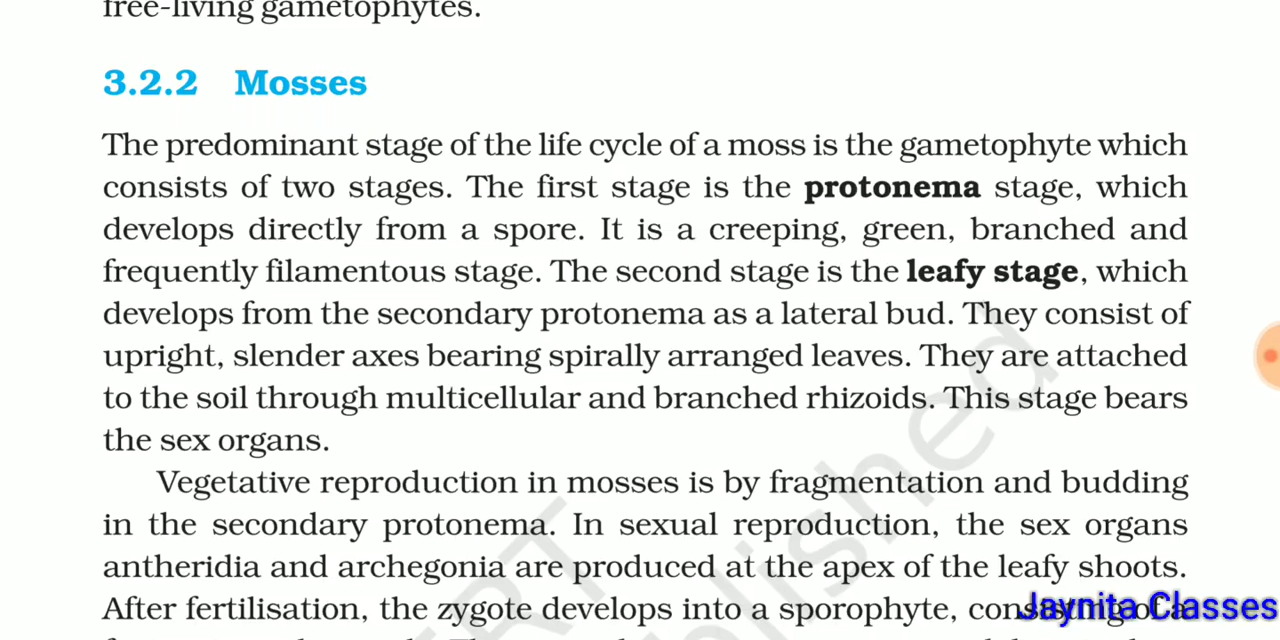 free-living gametophytes.
3.2.2 Mosses
The predominant stage of the life cycle of a moss is the gametophyte which
consists of two stages. The first stage is the protonema stage, which
develops directly from a spore. It is a creeping, green, branched and
frequently filamentous stage. The second stage is the leafy stage, which
develops from the secondary protonema as a lateral bud. They consist of
upright, slender axes bearing spirally arranged leaves. They are attached
to the soil through multicellular and branched rhizoids. This stage bears
the sex organs.
Vegetative reproduction in mosses is by fragmentation and budding
in the secondary protonema. In sexual reproduction, the sex organs
antheridia and archegonia are produced at the apex of the leafy shoots.
After fertilisation, the zygote develops into a sporophyte, consisting of a
Jaynita Classes